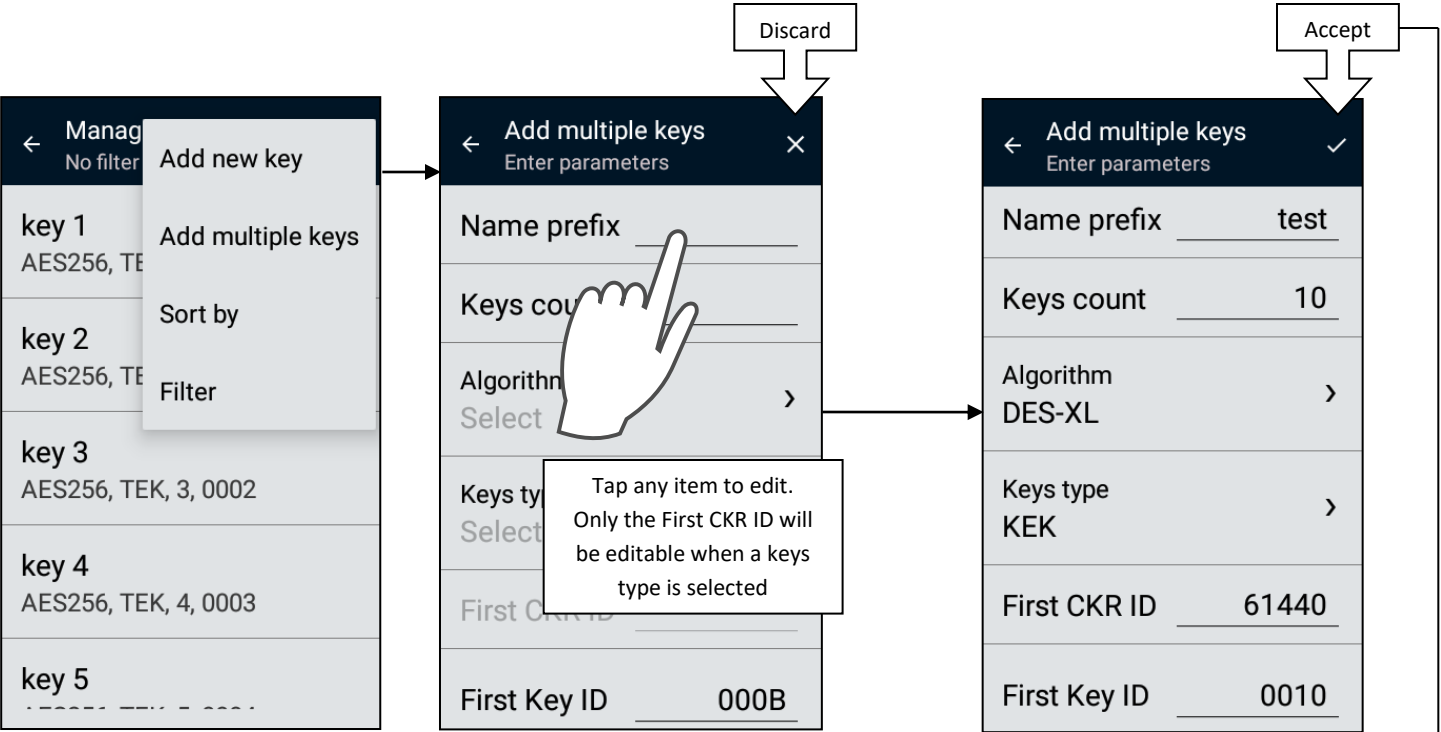 Discard
Accept
Manag
No filter
Add new key
Add multiple keys
Sort by
Filter
key 1
AES256, TE
key 2
AES256, TE
key 3
AES256, TEK, 3, 0002
key 4
AES256, TEK, 4, 0003
key 5
Add multiple keys
Enter parameters
Name prefix
Keys cou
Algorithm
Select
Keys ty
Select
First CKR ID
First Key ID 000B
Tap any item to edit.
Only the First CKR ID will
be editable when a keys
type is selected
Add multiple keys
Enter parameters
Name prefix test
Keys count 10
Algorithm
DES-XL
Keys type
KEK
First CKR ID 61440
First Key ID 0010